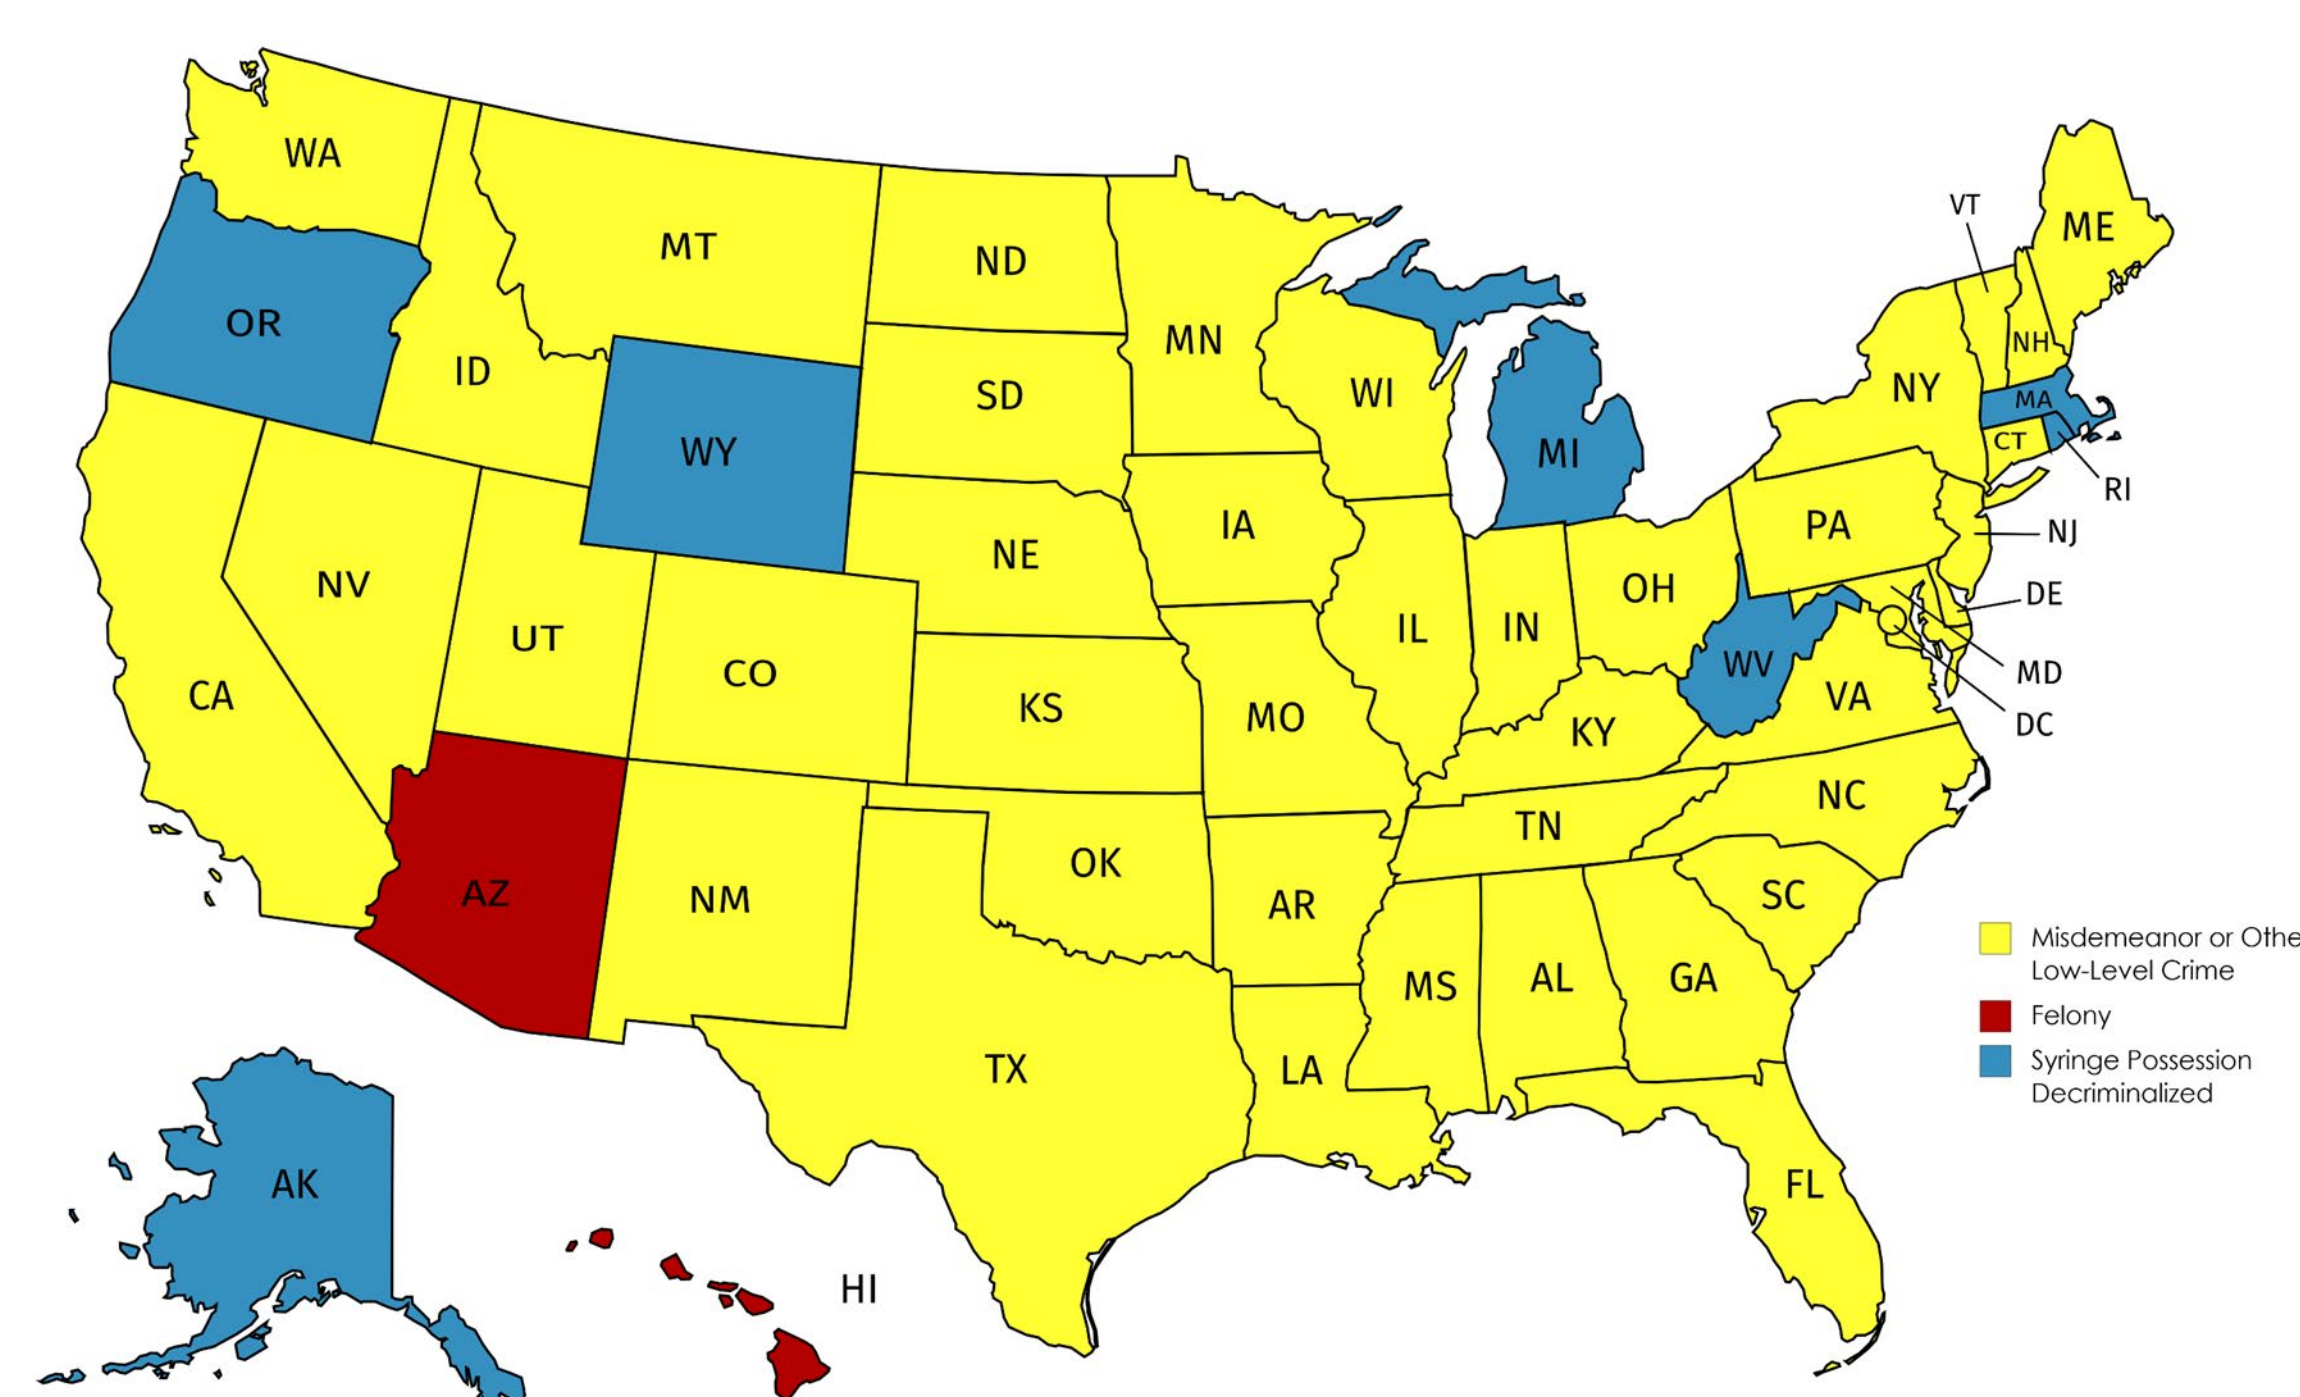 WA
MT
ND
MN
VT
ME
OR
ID
SD
WI
NH
NY
MA
WY
CT
MI
RI
IA
PA
NJ
NV
NE
OH
DE
UT
IL
IN
WV
MD
CA
CO
KS
MO
KY
VA
DC
TN
NC
AZ
NM
OK
AR
SC
MS
AL
GA
TX
LA
Misdemeanor or Othe
Low-Level Crime
Felony
Syringe Possession
Decriminalized
AK
FL
HI